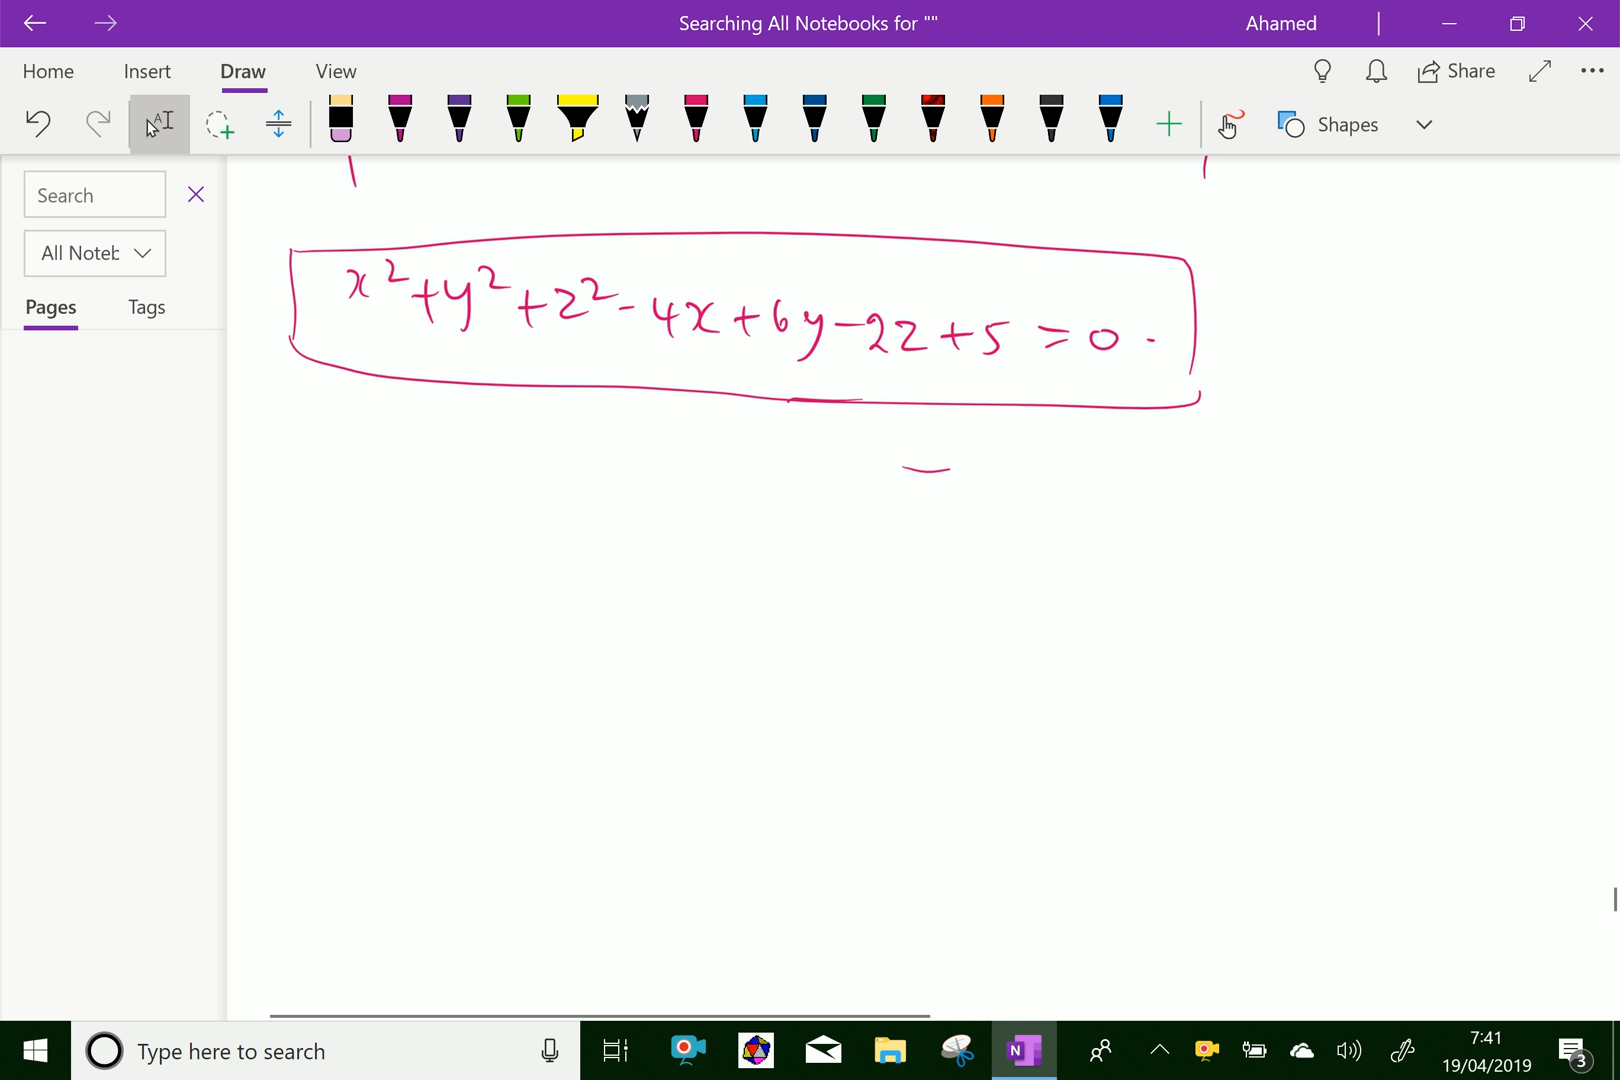 Searching All Notebooks for ""
Ahamed
Home Insert Draw View
Share
Shapes
Search
All Noteb
Pages Tags
x² + y² + z² - 4x + 6y - 2z + 5 = 0.
Type here to search
N
7:41
19/04/2019
3